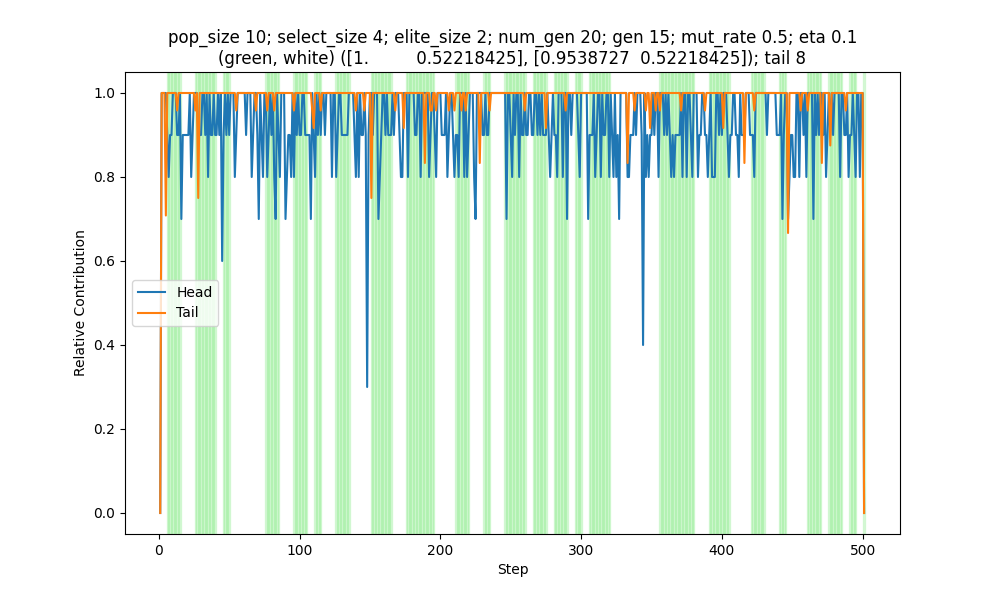 pop_size 10; select_size 4; elite_size 2; num_gen 20; gen 15; mut_rate 0.5; eta 0.1
(green, white) ([1.         0.52218425], [0.9538727  0.52218425]); tail 8
1.0
0.8
0.6
0.4
0.2
0.0
Relative Contribution
Head
Tail
0
100
200
300
400
500
Step